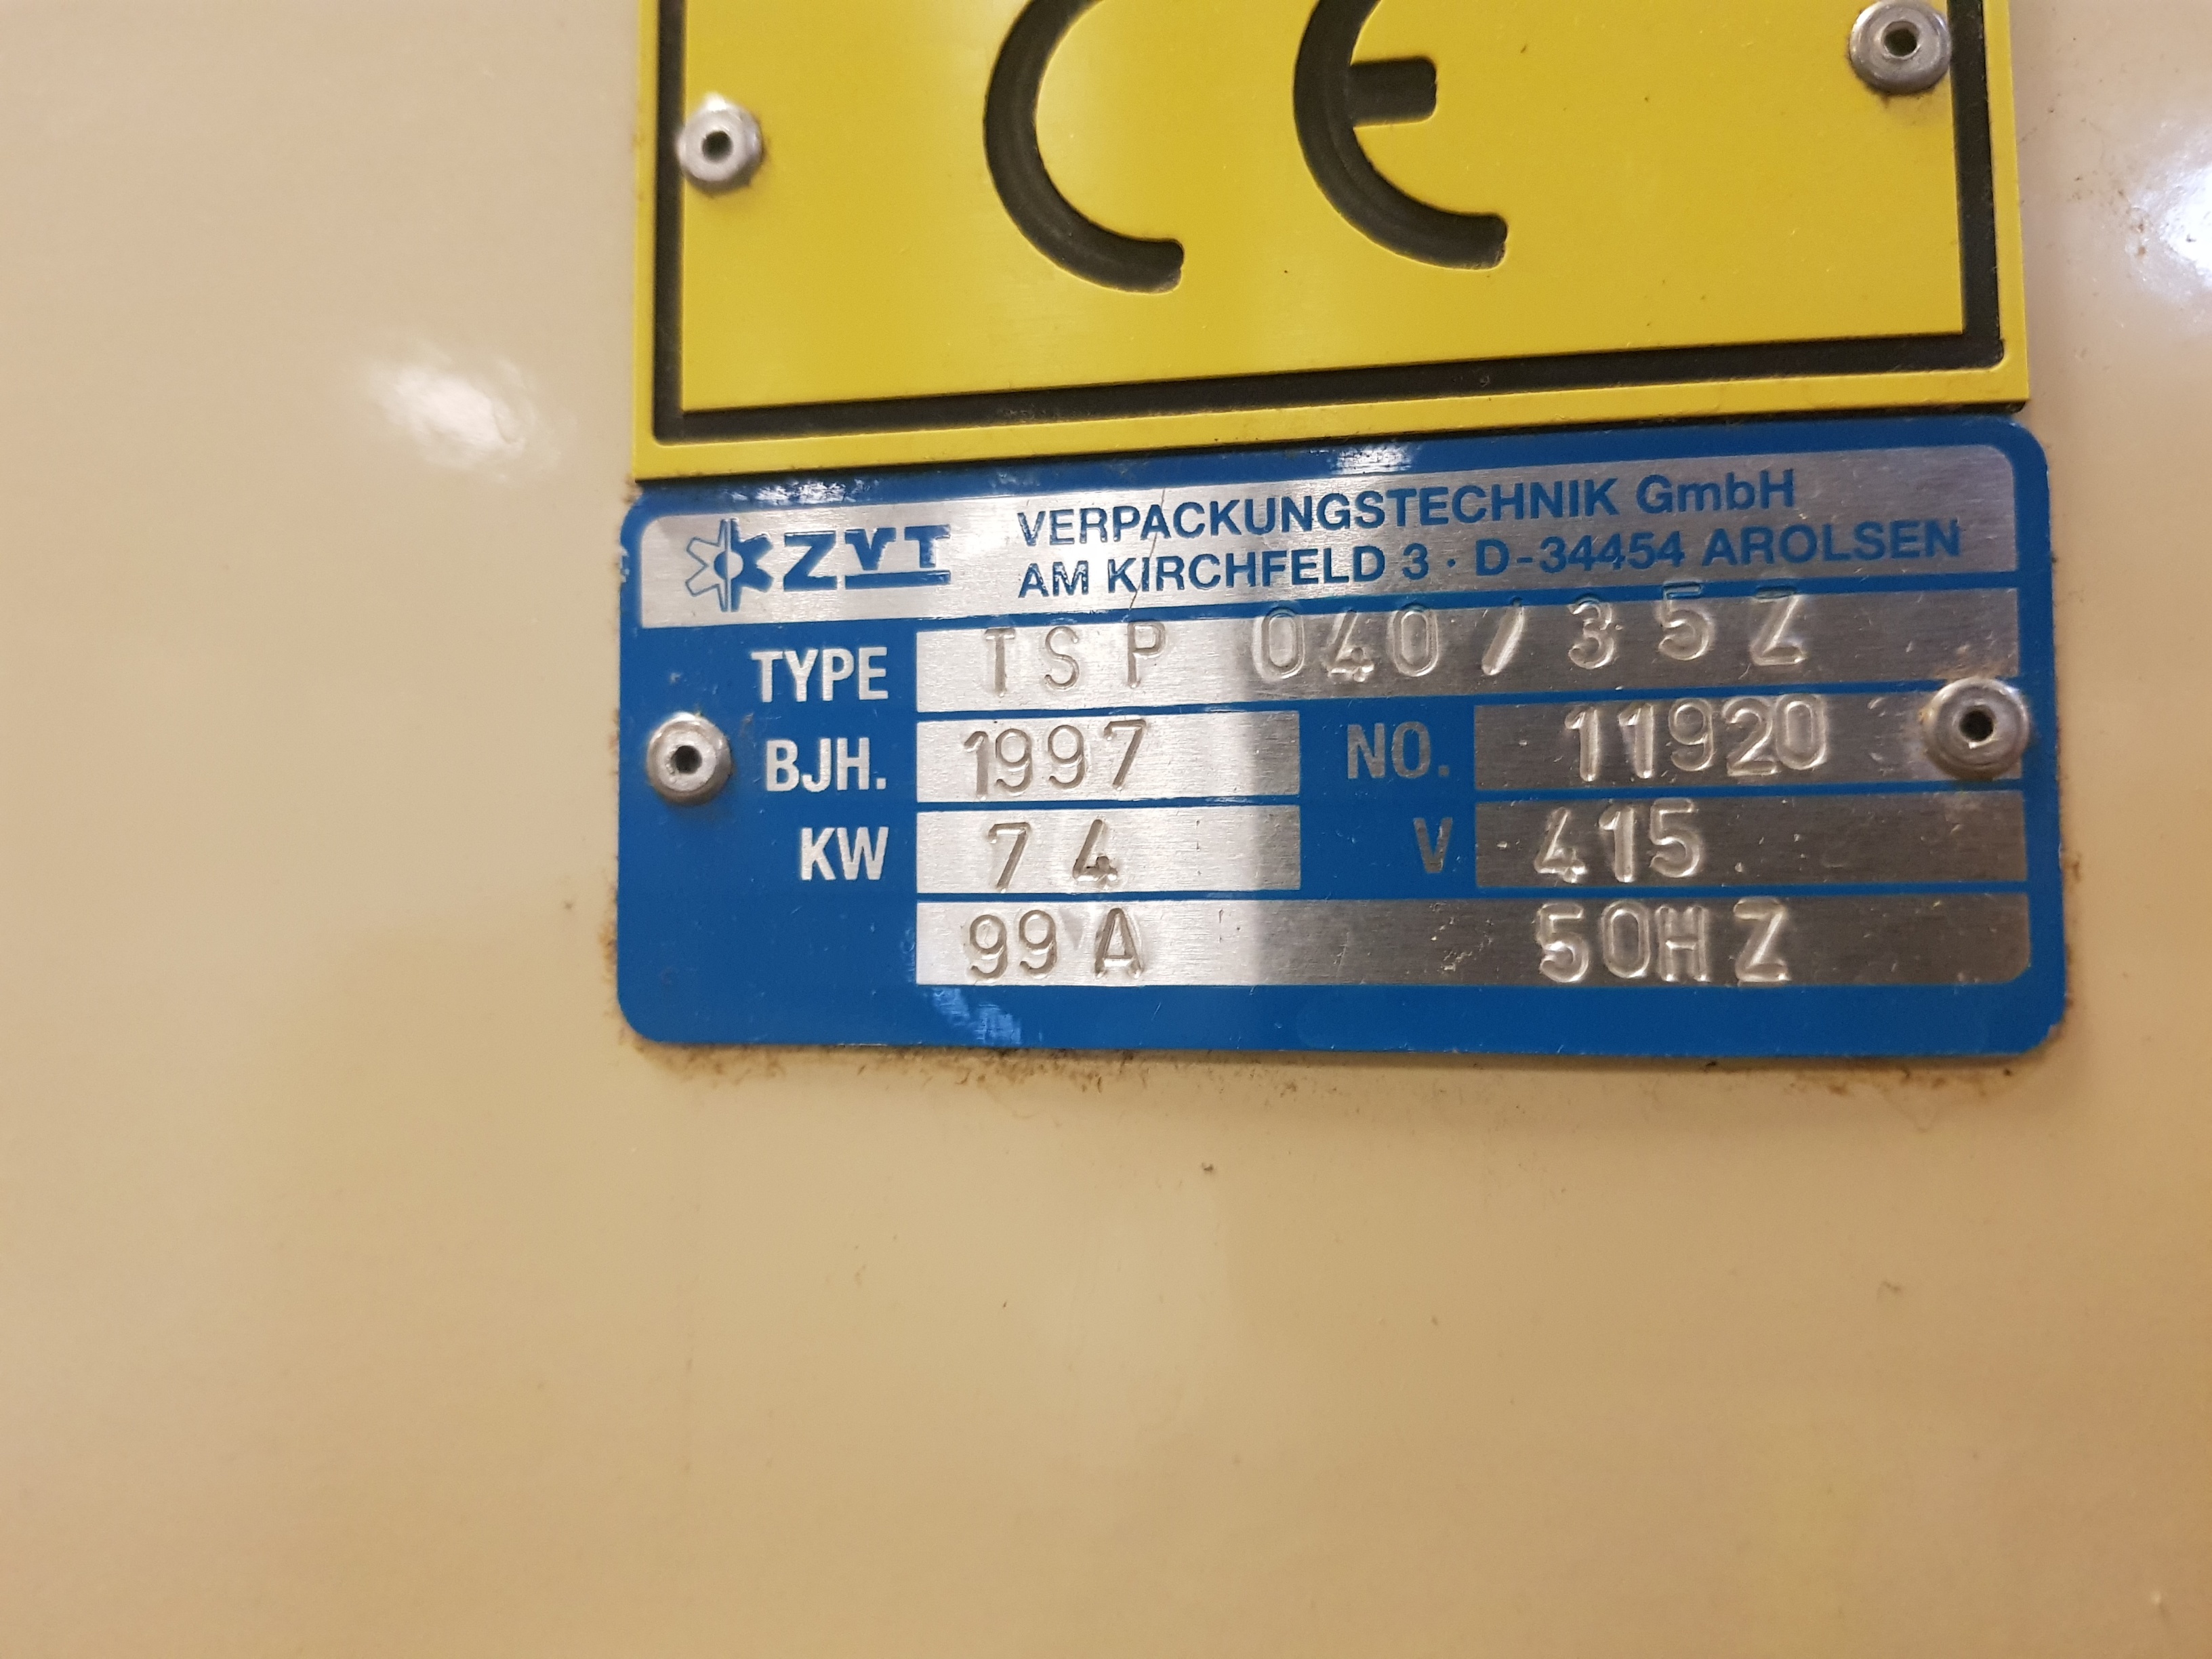 CE
ZVT VERPACKUNGSTECHNIK GmbH
AM KIRCHFELD 3 · D-34454 AROLSEN
TYPE TSP 040/35Z
BJH. 1997 NO. 11920
KW 74 V 415
99 A 50HZ